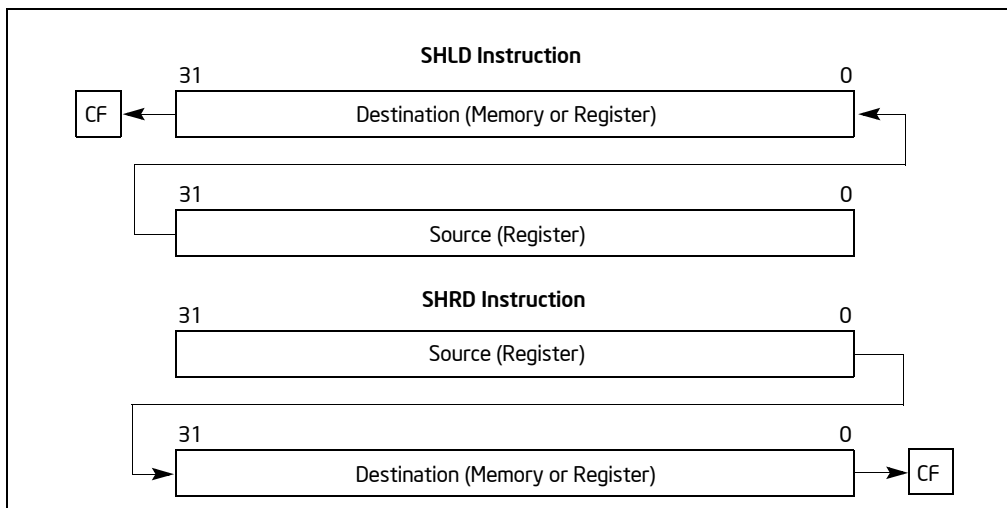 SHLD Instruction
31 0
CF Destination (Memory or Register)
31 0
Source (Register)
SHRD Instruction
31 0
Source (Register)
31 0
Destination (Memory or Register) CF